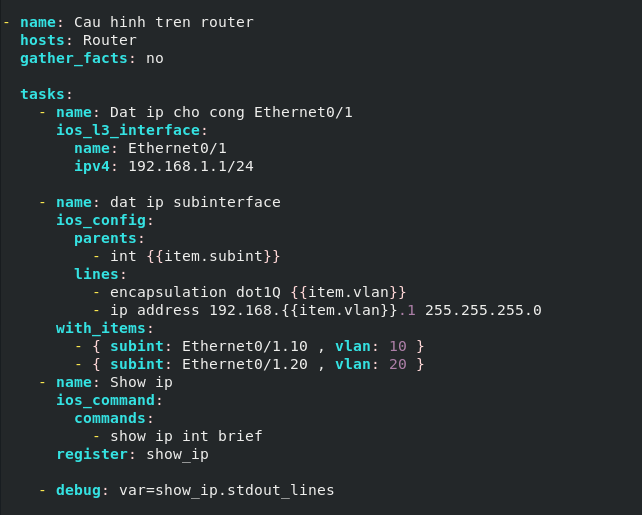 - name: Cau hinh tren router
  hosts: Router
  gather_facts: no

  tasks:
    - name: Dat ip cho cong Ethernet0/1
      ios_l3_interface:
        name: Ethernet0/1
        ipv4: 192.168.1.1/24

    - name: dat ip subinterface
      ios_config:
        parents:
          - int {{item.subint}}
        lines:
          - encapsulation dot1Q {{item.vlan}}
          - ip address 192.168.{{item.vlan}}.1 255.255.255.0
      with_items:
        - { subint: Ethernet0/1.10 , vlan: 10 }
        - { subint: Ethernet0/1.20 , vlan: 20 }
    - name: Show ip
      ios_command:
        commands:
          - show ip int brief
      register: show_ip

    - debug: var=show_ip.stdout_lines